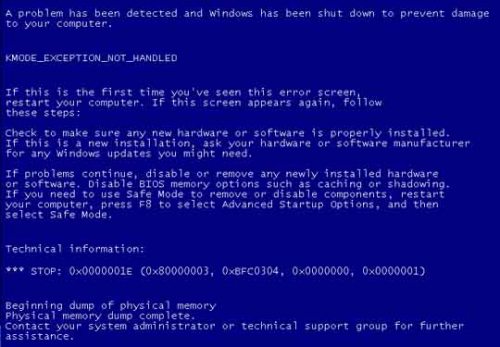 A problem has been detected and Windows has been shut down to prevent damage
to your computer.
KMODE_EXCEPTION_NOT_HANDLED
If this is the first time you've seen this error screen,
restart your computer. If this screen appears again, follow
these steps:
Check to make sure any new hardware or software is properly installed.
If this is a new installation, ask your hardware or software manufacturer
for any Windows updates you might need.
If problems continue, disable or remove any newly installed hardware
or software. Disable BIOS memory options such as caching or shadowing.
If you need to use Safe Mode to remove or disable components, restart
your computer, press F8 to select Advanced Startup Options, and then
select Safe Mode.
Technical information:
*** STOP: 0x0000001E (0x80000003, 0xBFC0304, 0x0000000, 0x0000001)
Beginning dump of physical memory
Physical memory dump complete.
Contact your system administrator or technical support group for further
assistance.